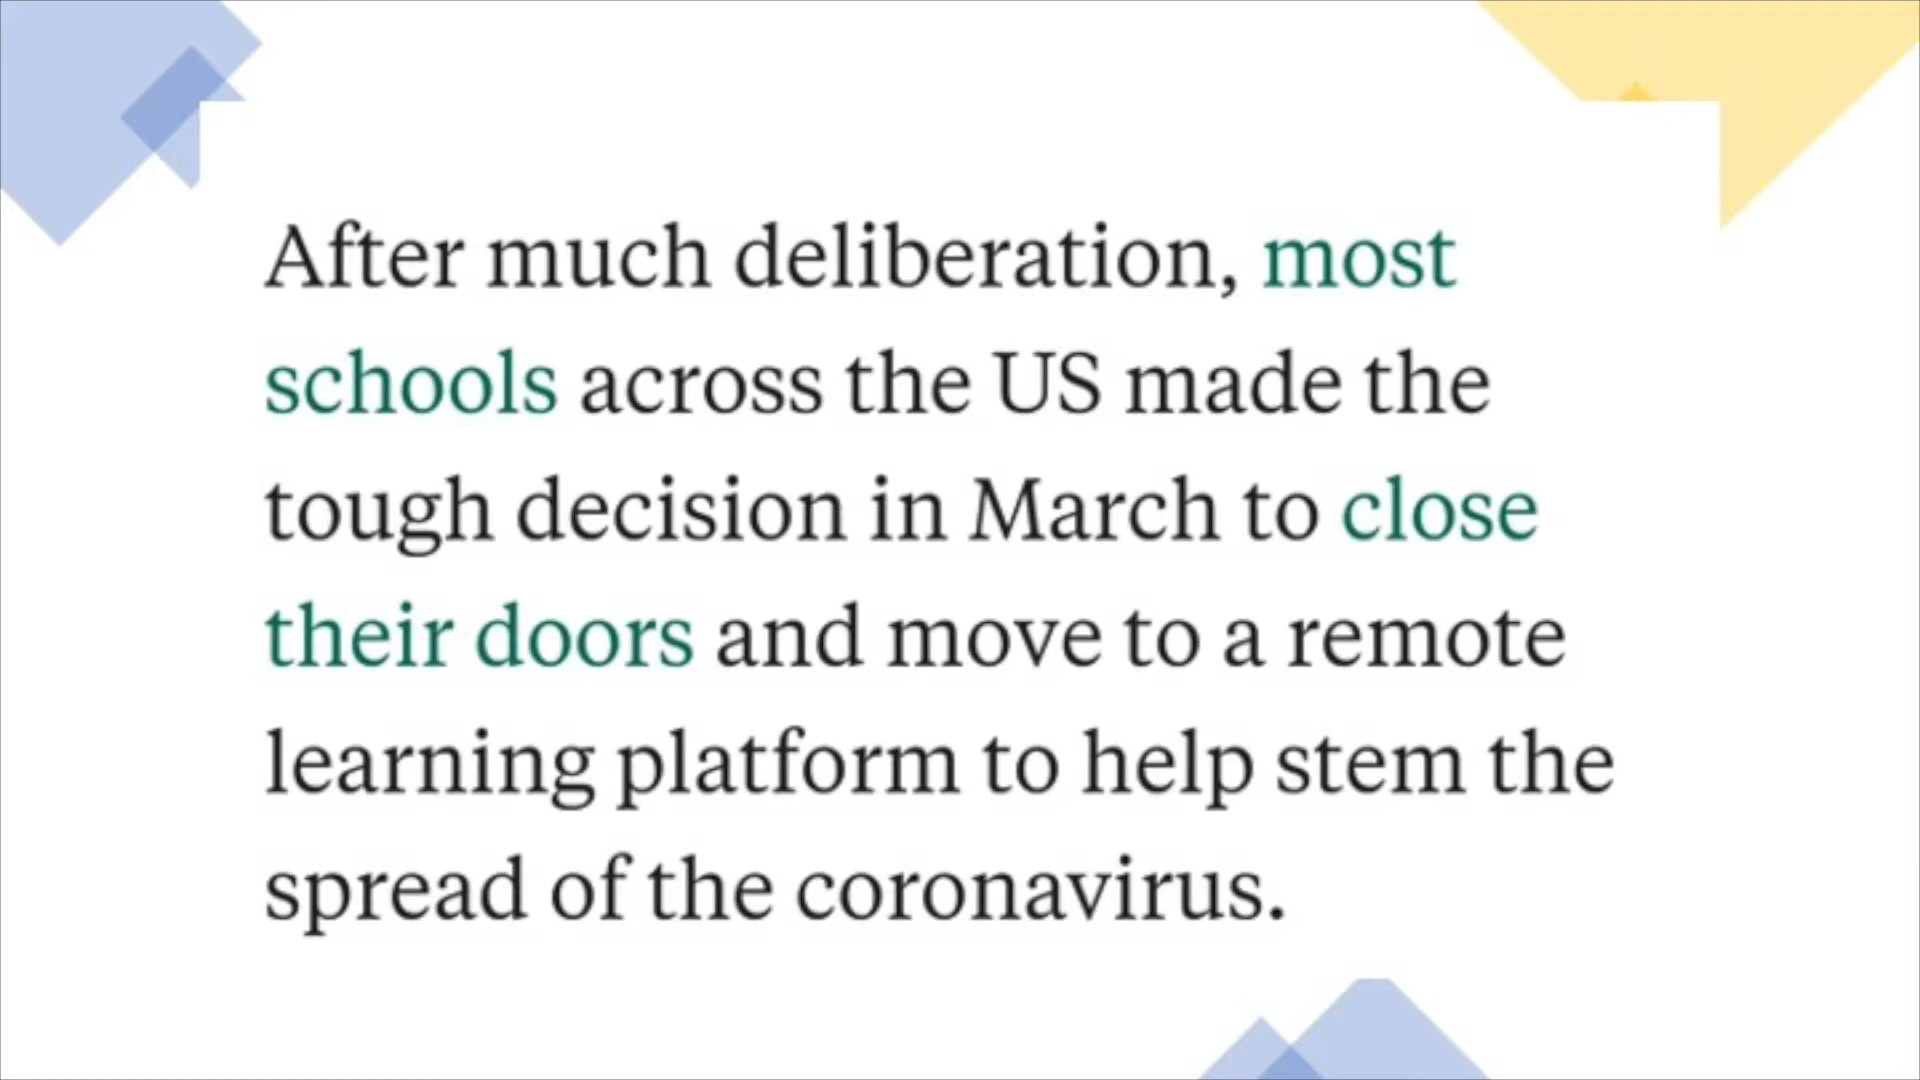 After much deliberation, most
schools across the US made the
tough decision in March to close
their doors and move to a remote
learning platform to help stem the
spread of the coronavirus.